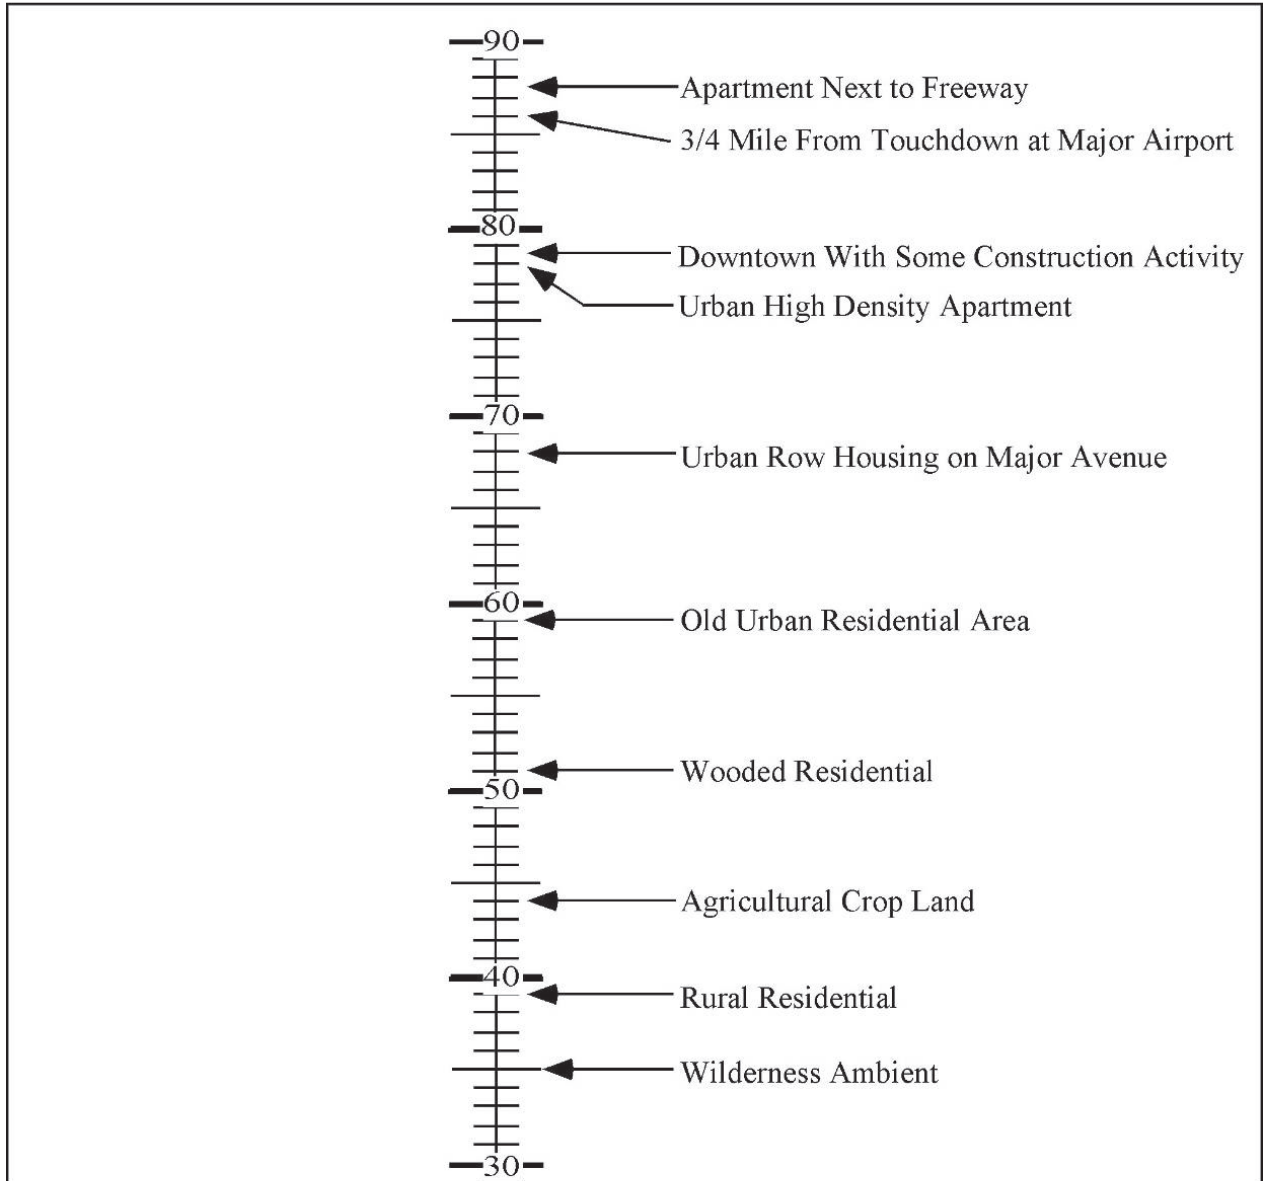 90
Apartment Next to Freeway
3/4 Mile From Touchdown at Major Airport
80
Downtown With Some Construction Activity
Urban High Density Apartment
70
Urban Row Housing on Major Avenue
60
Old Urban Residential Area
Wooded Residential
50
Agricultural Crop Land
40
Rural Residential
Wilderness Ambient
30